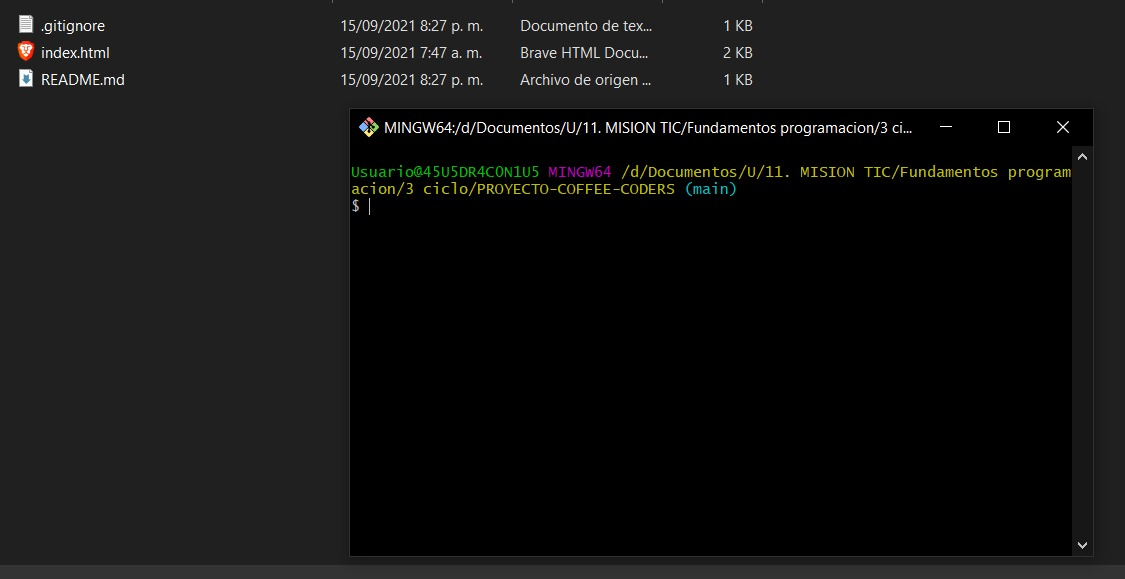 .gitignore 15/09/2021 8:27 p. m. Documento de tex... 1 KB
index.html 15/09/2021 7:47 a. m. Brave HTML Docu... 2 KB
README.md 15/09/2021 8:27 p. m. Archivo de origen ... 1 KB
MINGW64:/d/Documentos/U/11. MISION TIC/Fundamentos programacion/3 ci...
Usuario@45U5DR4C0N1U5 MINGW64 /d/Documentos/U/11. MISION TIC/Fundamentos program
acion/3 ciclo/PROYECTO-COFFEE-CODERS (main)
$